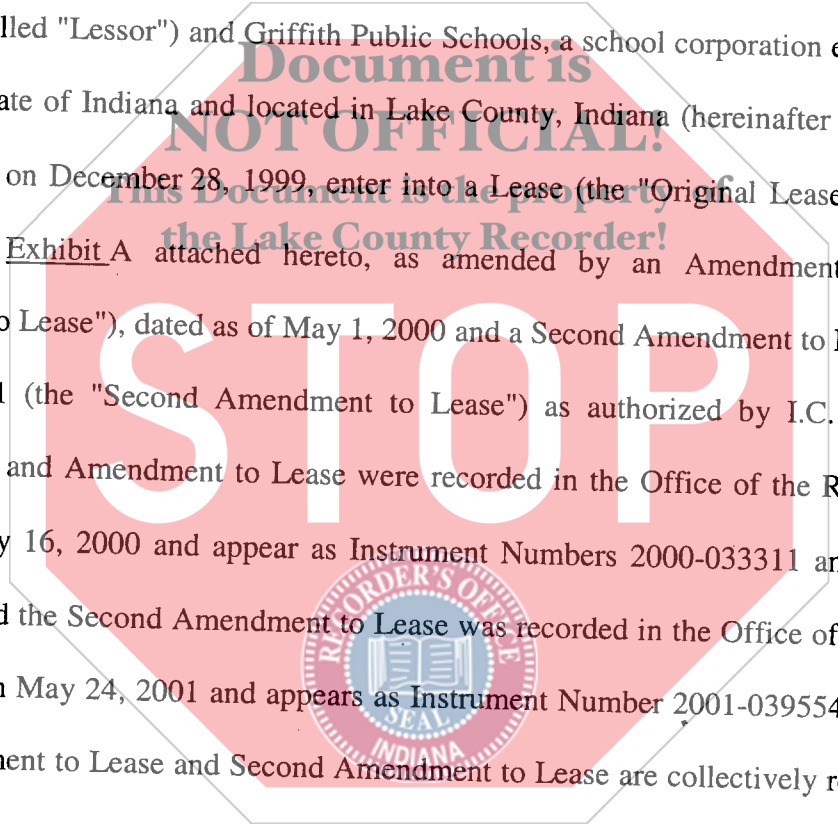 lled "Lessor") and Griffith Public Schools, a school corporation
Document is
ate of Indiana and located in Lake County, Indiana (hereinafter
NOT OFFICIAL!
on December 28, 1999, enter into a Lease (the "Original Lease
This Document is the property of
the Lake County Recorder!
Exhibit A attached hereto, as amended by an Amendment
o Lease"), dated as of May 1, 2000 and a Second Amendment to
STOP
(the "Second Amendment to Lease") as authorized by I.C.
and Amendment to Lease were recorded in the Office of the R
y 16, 2000 and appear as Instrument Numbers 2000-033311 an
RECORDER'S OFFICE
d the Second Amendment to Lease was recorded in the Office of
n May 24, 2001 and appears as Instrument Number 2001-039554
SEAL
INDIANA
ent to Lease and Second Amendment to Lease are collectively r